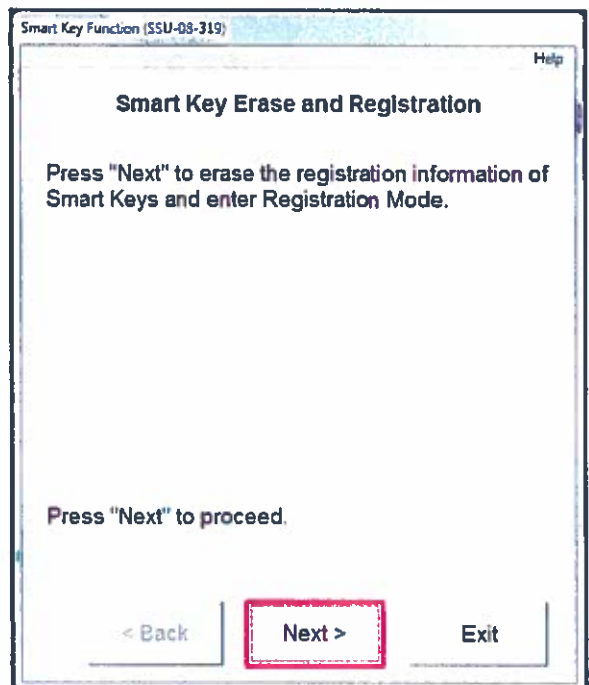 Smart Key Function (SSU-08-319)
Help
Smart Key Erase and Registration
Press "Next" to erase the registration information of
Smart Keys and enter Registration Mode.
Press "Next" to proceed.
< Back
Next >
Exit